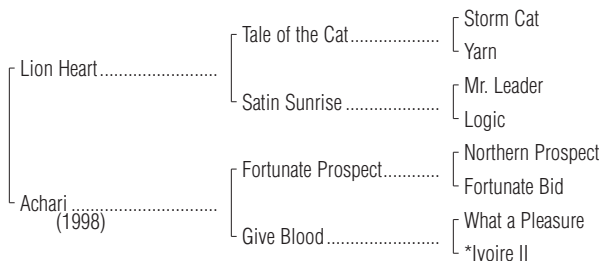 Storm Cat
Tale of the Cat....................
Yarn
Lion Heart..........................
Mr. Leader
Satin Sunrise .....................
Logic
Northern Prospect
Fortunate Prospect............
Fortunate Bid
Achari ................................
(1998)
What a Pleasure
Give Blood.........................
*Ivoire II